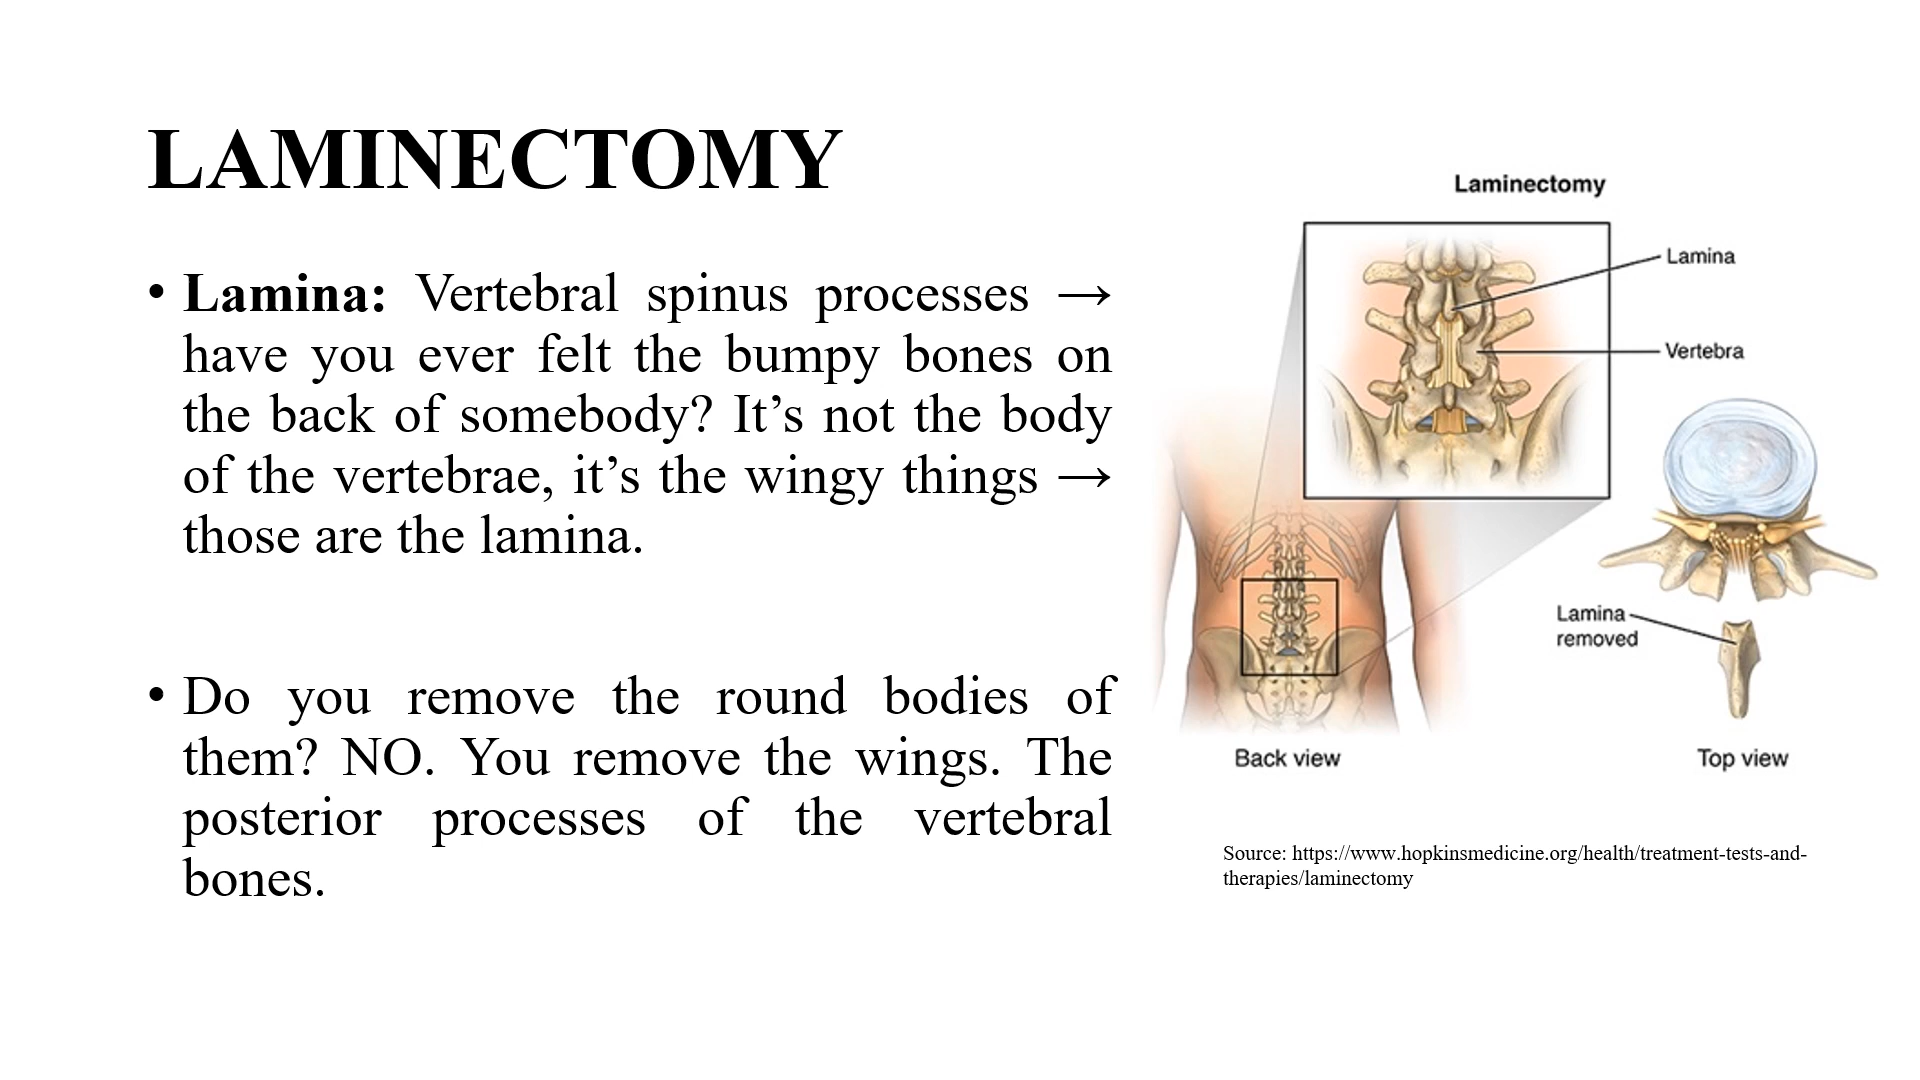 LAMINECTOMY
• Lamina: Vertebral spinus processes →
have you ever felt the bumpy bones on
the back of somebody? It’s not the body
of the vertebrae, it’s the wingy things →
those are the lamina.
• Do you remove the round bodies of
them? NO. You remove the wings. The
posterior processes of the vertebral
bones.
Laminectomy
Lamina
Vertebra
Lamina
removed
Back view
Top view
Source: https://www.hopkinsmedicine.org/health/treatment-tests-and-
therapies/laminectomy